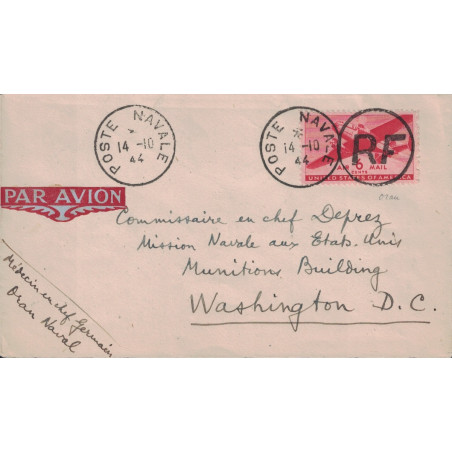 POSTE NAVALE
*
14-10
44
POSTE NAVALE
*
14-10
44
RF
AIR 6 MAIL
CENTS
UNITED STATES OF AMERICA
ORAN
PAR AVION
Commissaire en chef Deprez
Mission Navale aux Etats-Unis
Munitions Building
Washington D.C.
Médecin en chef Germain
Oran Naval